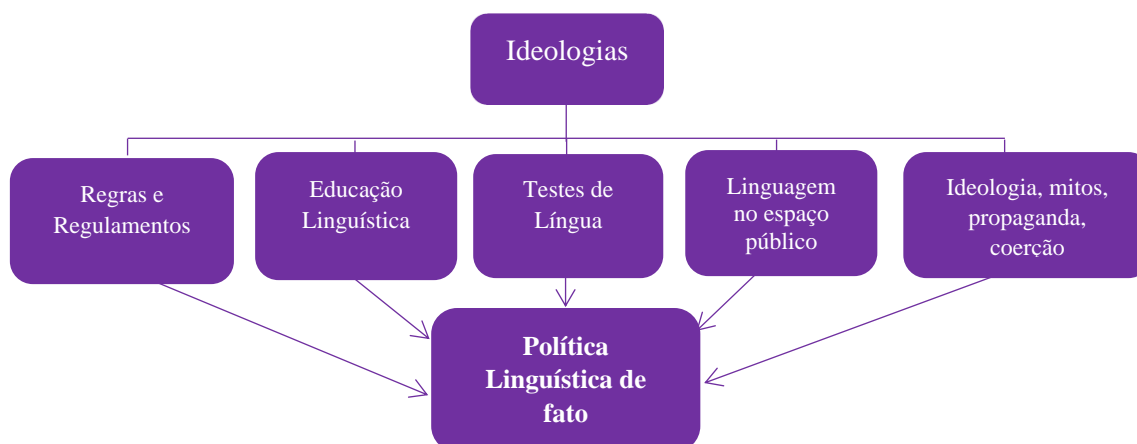 Ideologias
Regras e
Regulamentos
Educação
Linguística
Testes de
Língua
Linguagem
no espaço
público
Ideologia, mitos,
propaganda,
coerção
Política
Linguística de
fato